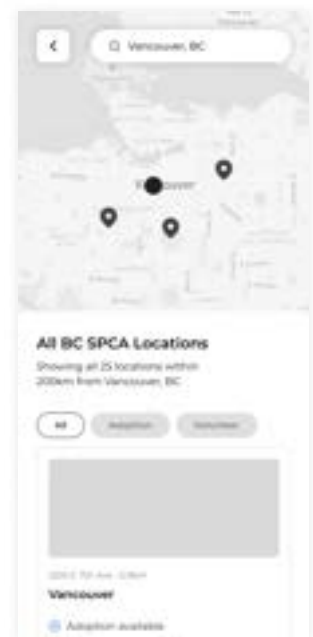 Vancouver, BC
Vancouver
All BC SPCA Locations
Showing all 25 locations within
200km from Vancouver, BC
All
Adoption
Volunteer
Vancouver
Adoption available